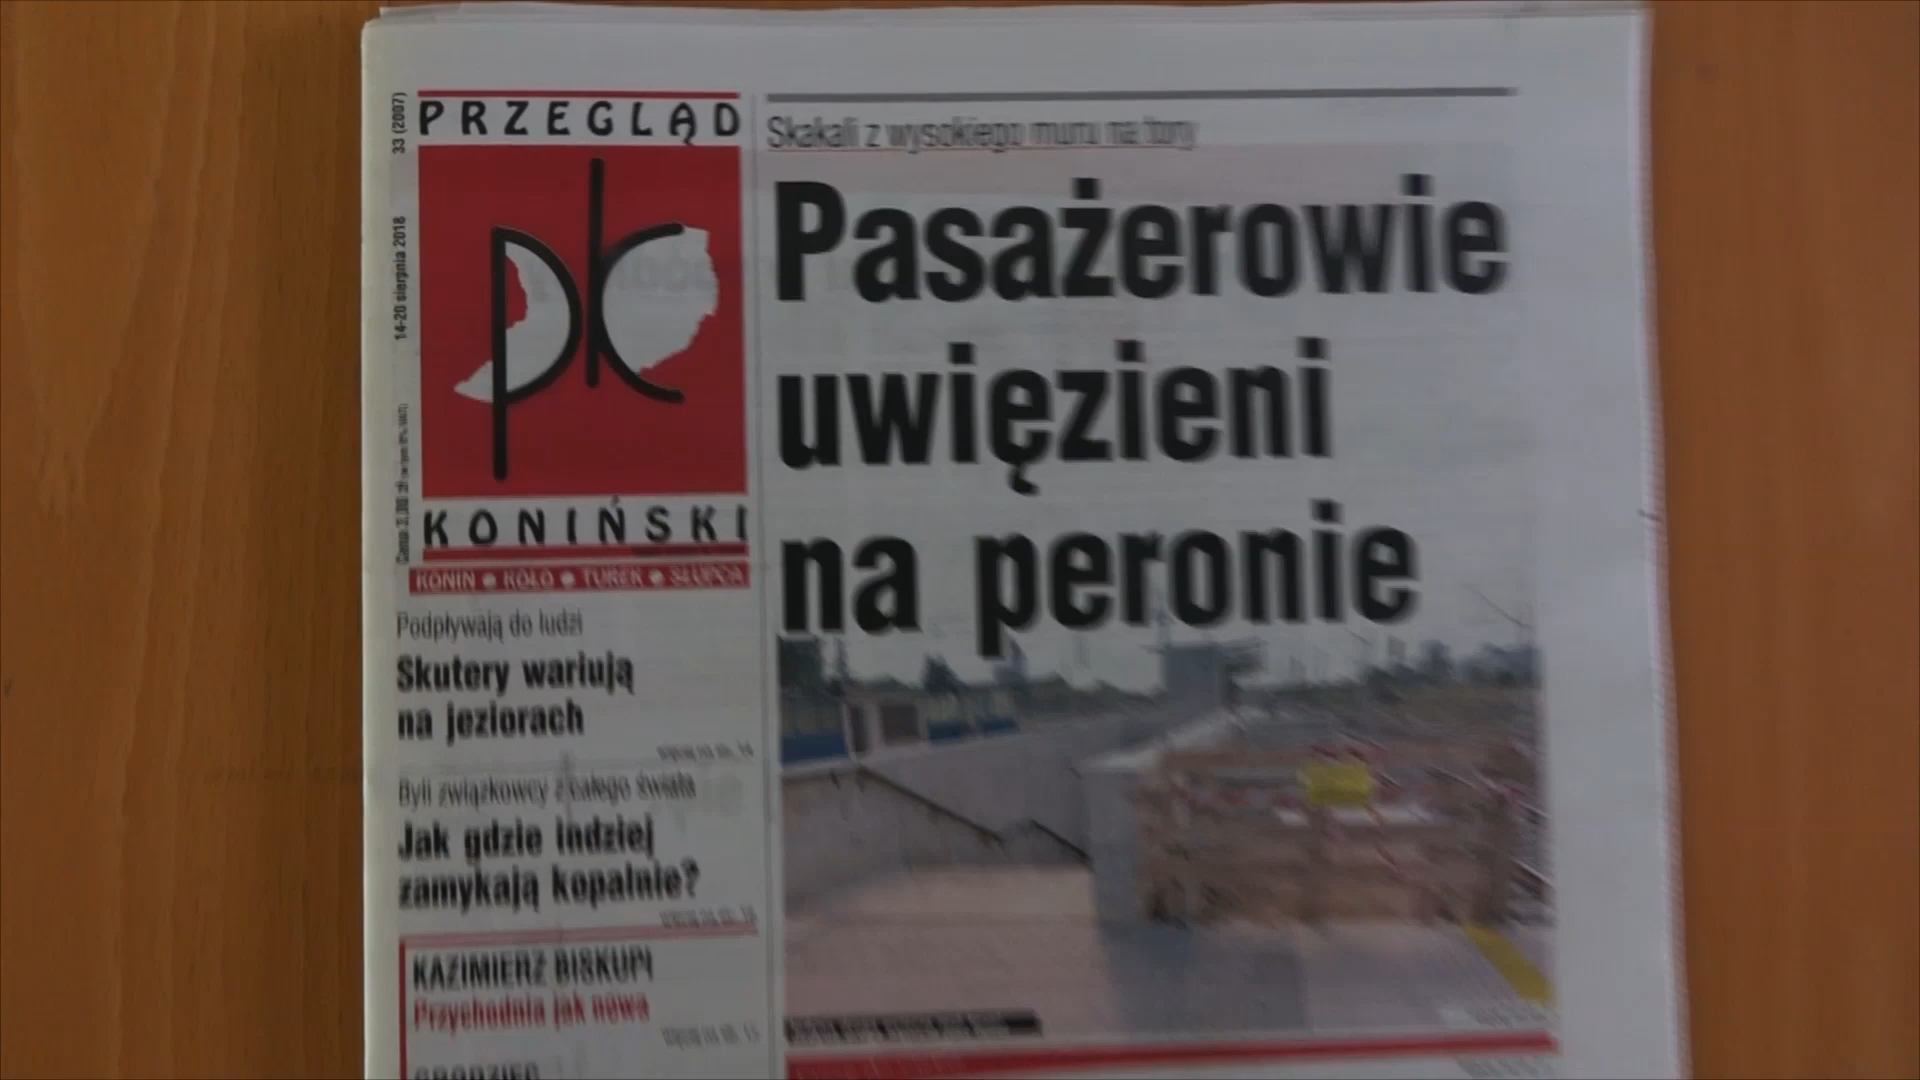 33 (2007)
14-20 sierpnia 2018
PRZEGLĄD
pk
KONIŃSKI
KONIN • KOŁO • TUREK • SŁUPCA
Podpływają do ludzi
Skutery wariują
na jeziorach
Byli związkowcy z całego świata
Jak gdzie indziej
zamykają kopalnie?
KAZIMIERZ BISKUPI
Przychodnia jak nowa
GRODZIEC
Skakali z wysokiego muru na tory
Pasażerowie
uwięzieni
na peronie